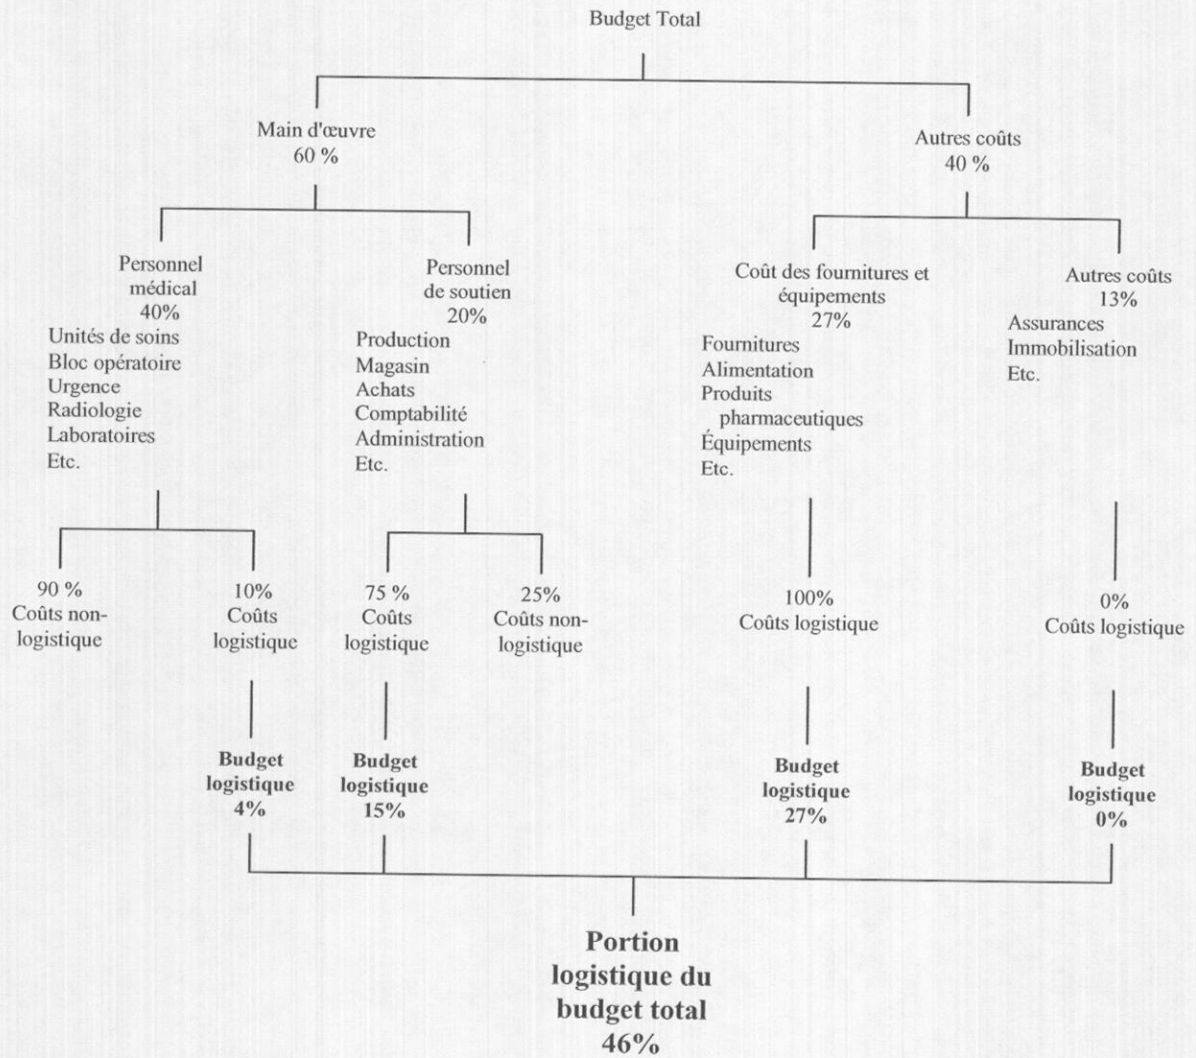 Budget Total
Main d'œuvre
60 %
Autres coûts
40 %
Personnel
médical
40%
Unités de soins
Bloc opératoire
Urgence
Radiologie
Laboratoires
Etc.
Personnel
de soutien
20%
Production
Magasin
Achats
Comptabilité
Administration
Etc.
Coût des fournitures et
équipements
27%
Fournitures
Alimentation
Produits
pharmaceutiques
Équipements
Etc.
Autres coûts
13%
Assurances
Immobilisation
Etc.
90 %
Coûts non-
logistique
10%
Coûts
logistique
75 %
Coûts
logistique
25%
Coûts non-
logistique
100%
Coûts logistique
0%
Coûts logistique
Budget
logistique
4%
Budget
logistique
15%
Budget
logistique
27%
Budget
logistique
0%
Portion
logistique du
budget total
46%